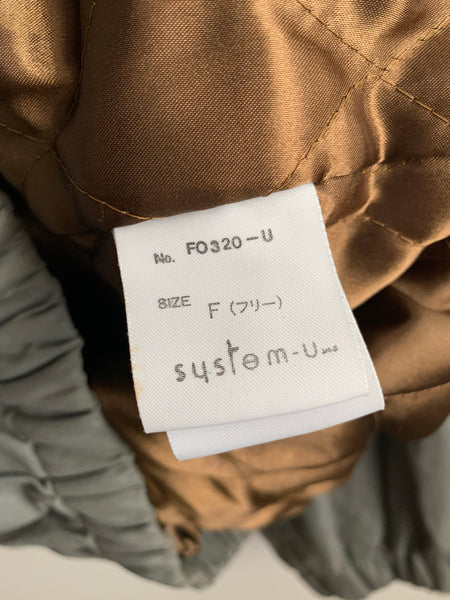 No. FO320-U
SIZE F (フリー)
system-U